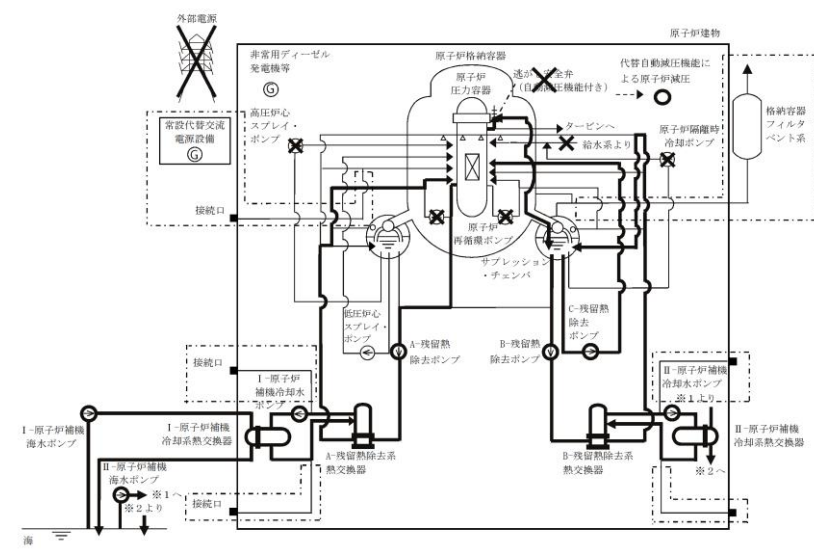 外部電源
原子炉建物
非常用ディーゼル
発電機等
G
原子炉格納容器
原子炉
圧力容器
逃がし安全弁
(自動減圧機能付き)
代替自動減圧機能に
よる原子炉減圧
高圧炉心
スプレイ・
ポンプ
常設代替交流
電源設備
G
タービンへ
給水系より
原子炉隔離時
冷却ポンプ
格納容器
フィルタ
ベント系
接続口
原子炉
再循環ポンプ
サプレッション
・チェンバ
低圧炉心
スプレイ・
ポンプ
A-残留熱
除去ポンプ
B-残留熱
除去ポンプ
C-残留熱
除去
ポンプ
接続口
Ⅰ-原子炉
補機冷却水
ポンプ
Ⅱ-原子炉補機
冷却水ポンプ
※1より
Ⅰ-原子炉補機
海水ポンプ
Ⅰ-原子炉補機
冷却系熱交換器
Ⅱ-原子炉補機
冷却系熱交換器
A-残留熱除去系
熱交換器
B-残留熱除去系
熱交換器
※2へ
Ⅱ-原子炉補機
海水ポンプ
※1へ
※2より
接続口
海